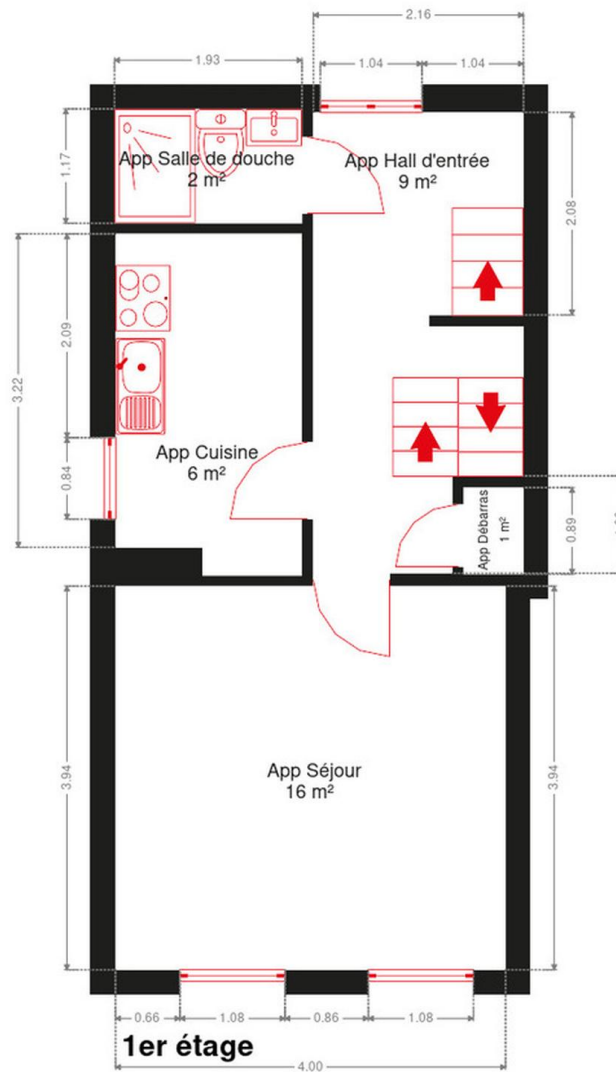 2.16
1.93
1.04
1.04
1.17
App Salle de douche
2 m²
App Hall d'entrée
9 m²
2.08
2.09
3.22
App Cuisine
6 m²
0.84
App Débarras
1 m²
0.89
3.94
App Séjour
16 m²
3.94
0.66
1.08
0.86
1.08
1er étage
4.00